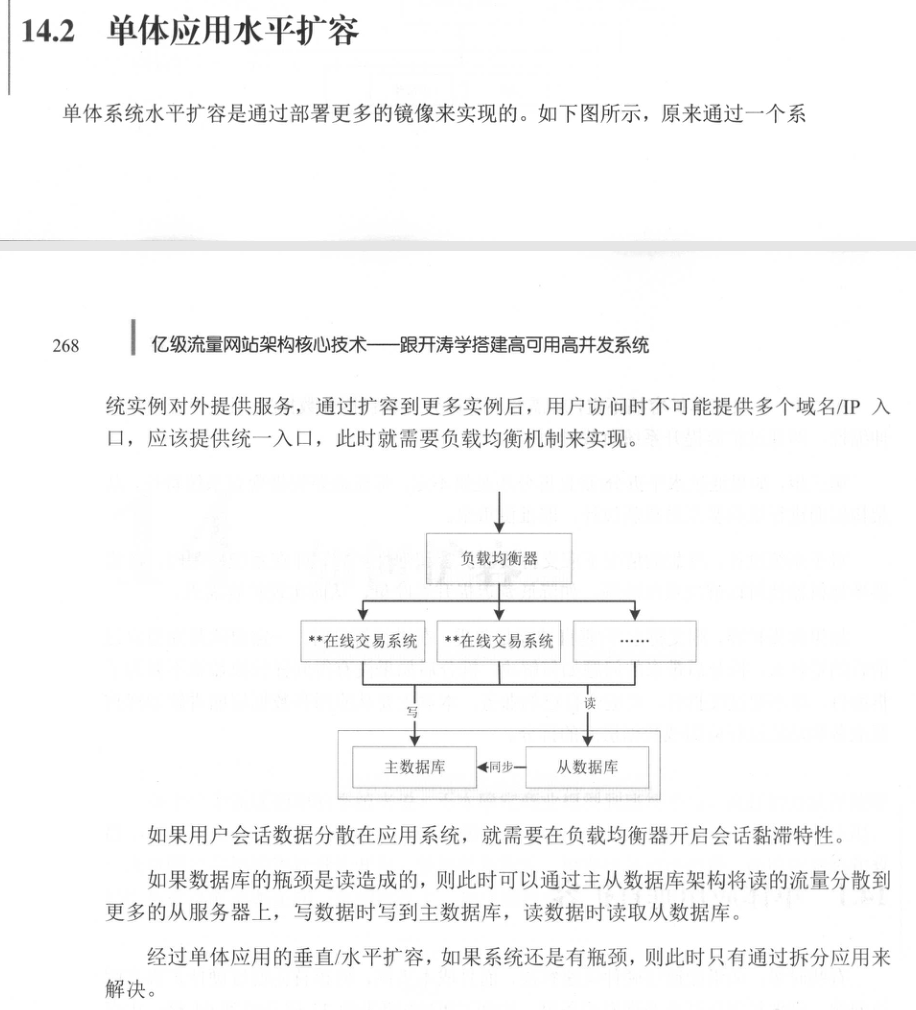 14.2 单体应用水平扩容
单体系统水平扩容是通过部署更多的镜像来实现的。如下图所示，原来通过一个系
268 亿级流量网站架构核心技术——跟开涛学搭建高可用高并发系统
统实例对外提供服务，通过扩容到更多实例后，用户访问时不可能提供多个域名/IP 入
口，应该提供统一入口，此时就需要负载均衡机制来实现。
负载均衡器
**在线交易系统 **在线交易系统 ……
写 读
主数据库 同步 从数据库
如果用户会话数据分散在应用系统，就需要在负载均衡器开启会话黏滞特性。
如果数据库的瓶颈是读造成的，则此时可以通过主从数据库架构将读的流量分散到
更多的从服务器上，写数据时写到主数据库，读数据时读取从数据库。
经过单体应用的垂直/水平扩容，如果系统还是有瓶颈，则此时只有通过拆分应用来
解决。